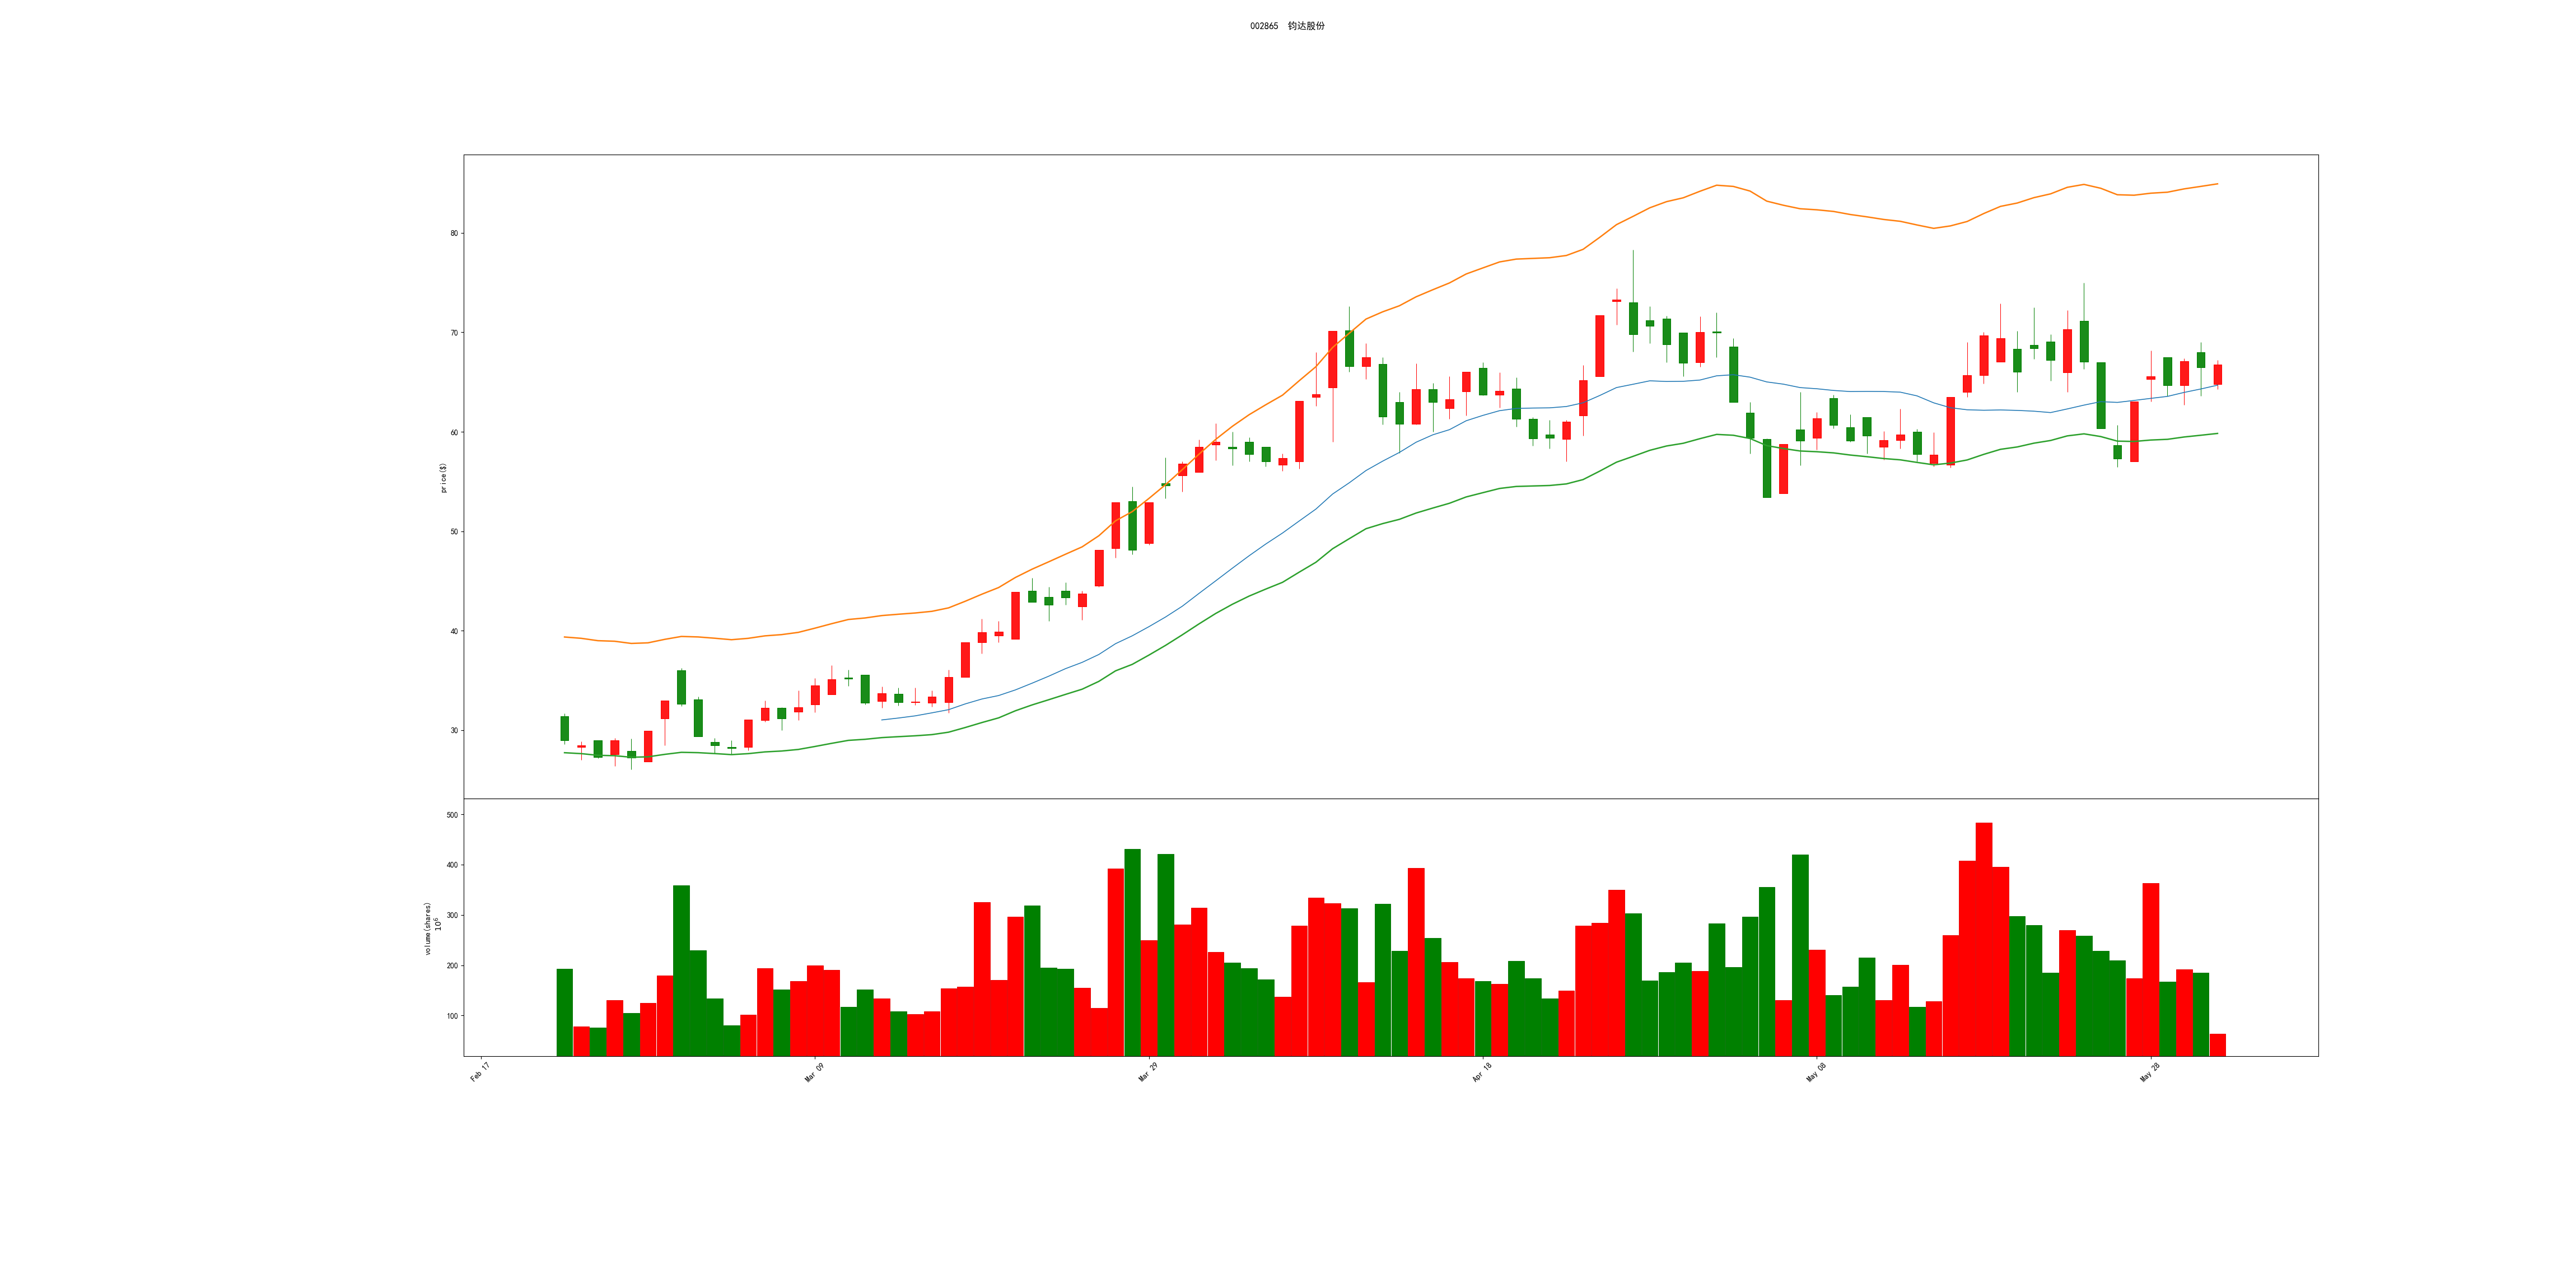 002865 钧达股份
price($)
80
70
60
50
40
30
volume(shares)
10^6
500
400
300
200
100
Feb 17
Mar 09
Mar 29
Apr 18
May 08
May 28